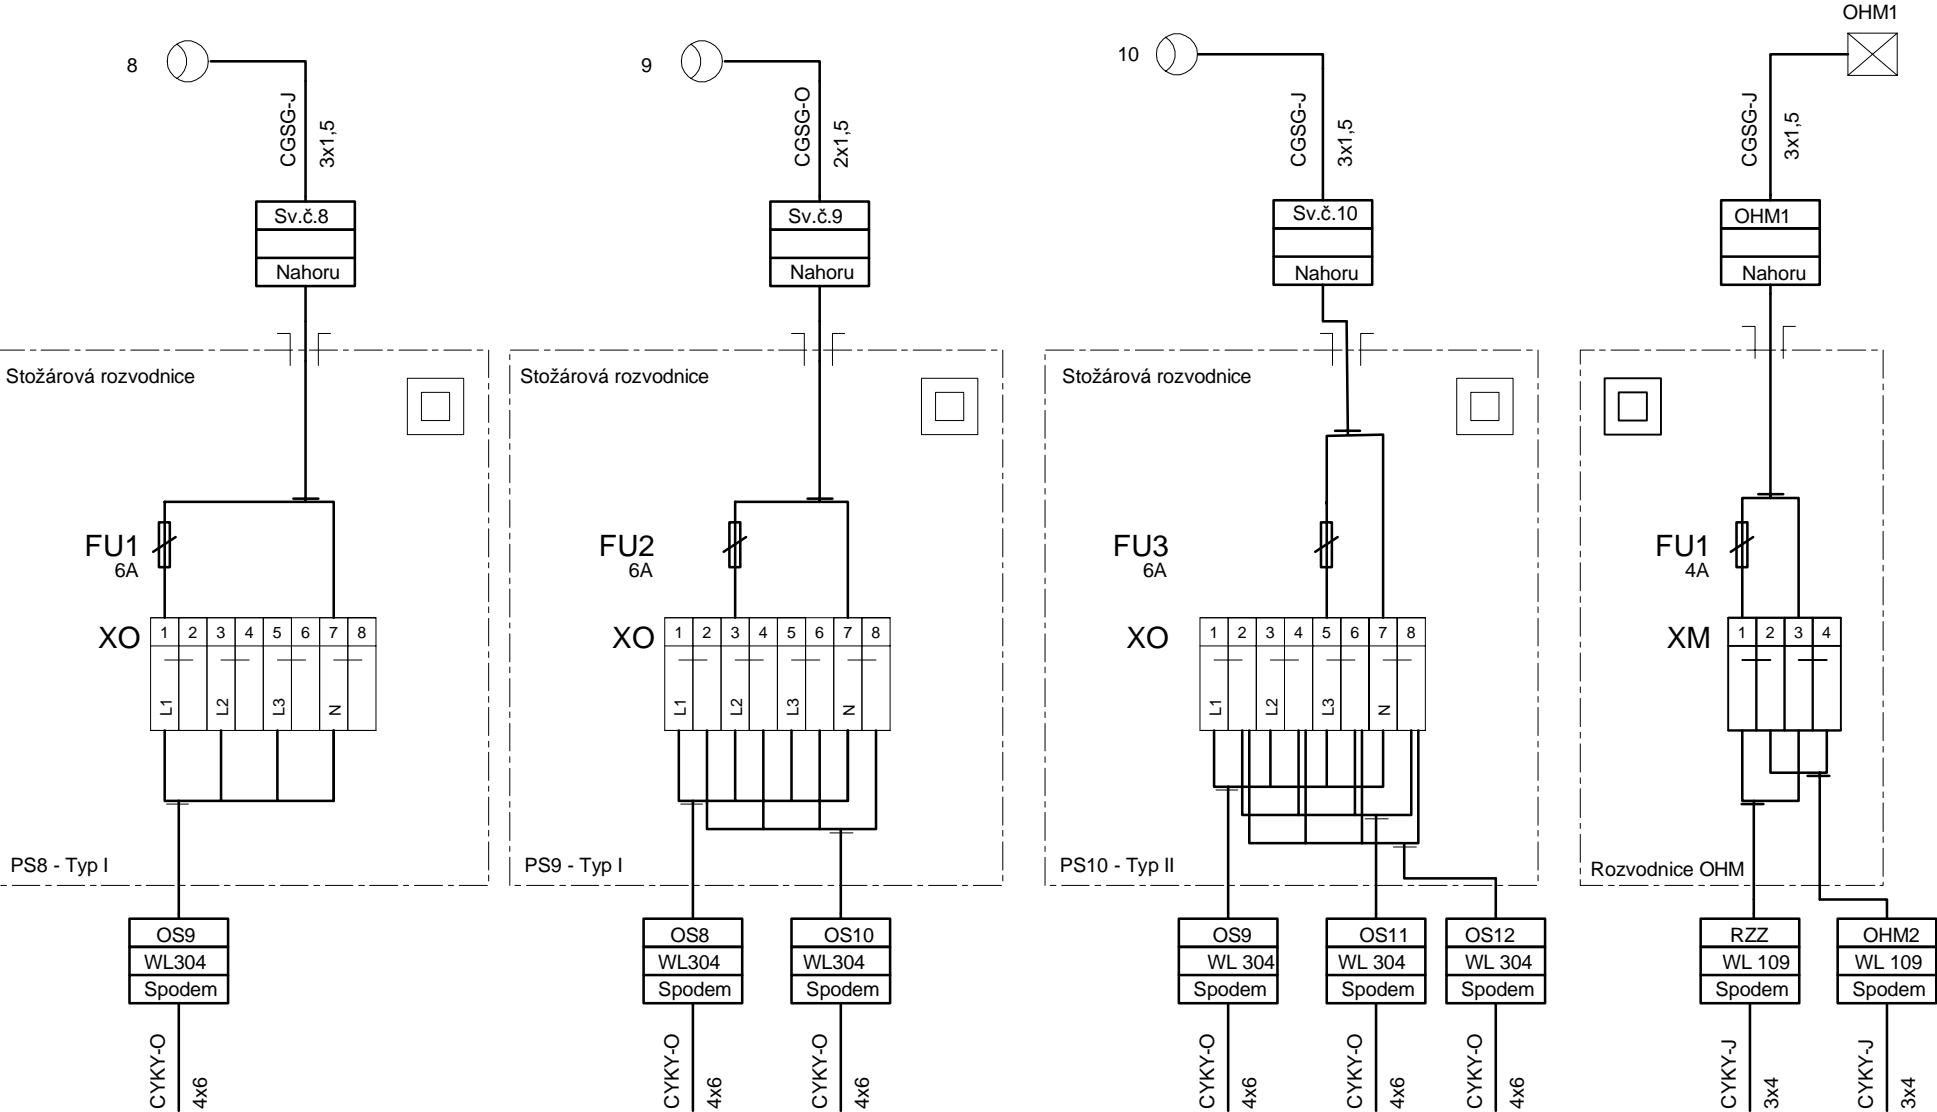 8
CGSG-J
3x1,5
Sv.č.8
Nahoru
Stožárová rozvodnice
FU1
6A
XO
1 2 3 4 5 6 7 8
L1 L2 L3 N
PS8 - Typ I
OS9
WL304
Spodem
CYKY-O
4x6
9
CGSG-O
2x1,5
Sv.č.9
Nahoru
Stožárová rozvodnice
FU2
6A
XO
1 2 3 4 5 6 7 8
L1 L2 L3 N
PS9 - Typ I
OS8
WL304
Spodem
CYKY-O
4x6
OS10
WL304
Spodem
CYKY-O
4x6
10
CGSG-J
3x1,5
Sv.č.10
Nahoru
Stožárová rozvodnice
FU3
6A
XO
1 2 3 4 5 6 7 8
L1 L2 L3 N
PS10 - Typ II
OS9
WL 304
Spodem
CYKY-O
4x6
OS11
WL 304
Spodem
CYKY-O
4x6
OS12
WL 304
Spodem
CYKY-O
4x6
OHM1
CGSG-J
3x1,5
OHM1
Nahoru
FU1
4A
XM
1 2 3 4
Rozvodnice OHM
RZZ
WL 109
Spodem
CYKY-J
3x4
OHM2
WL 109
Spodem
CYKY-J
3x4